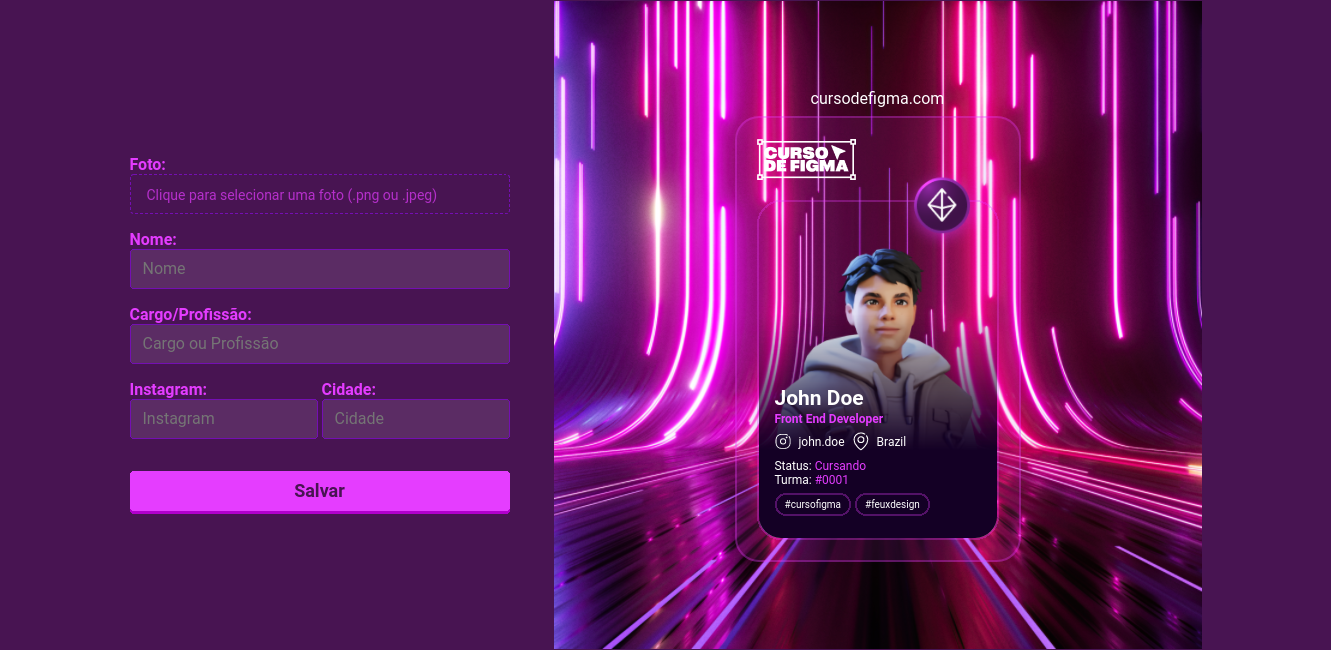 Foto:
Clique para selecionar uma foto (.png ou .jpeg)
Nome:
Nome
Cargo/Profissão:
Cargo ou Profissão
Instagram: Cidade:
Instagram Cidade
Salvar
cursodefigma.com
CURSO
DE FIGMA
John Doe
Front End Developer
john.doe Brazil
Status: Cursando
Turma: #0001
#cursofigma #feuxdesign